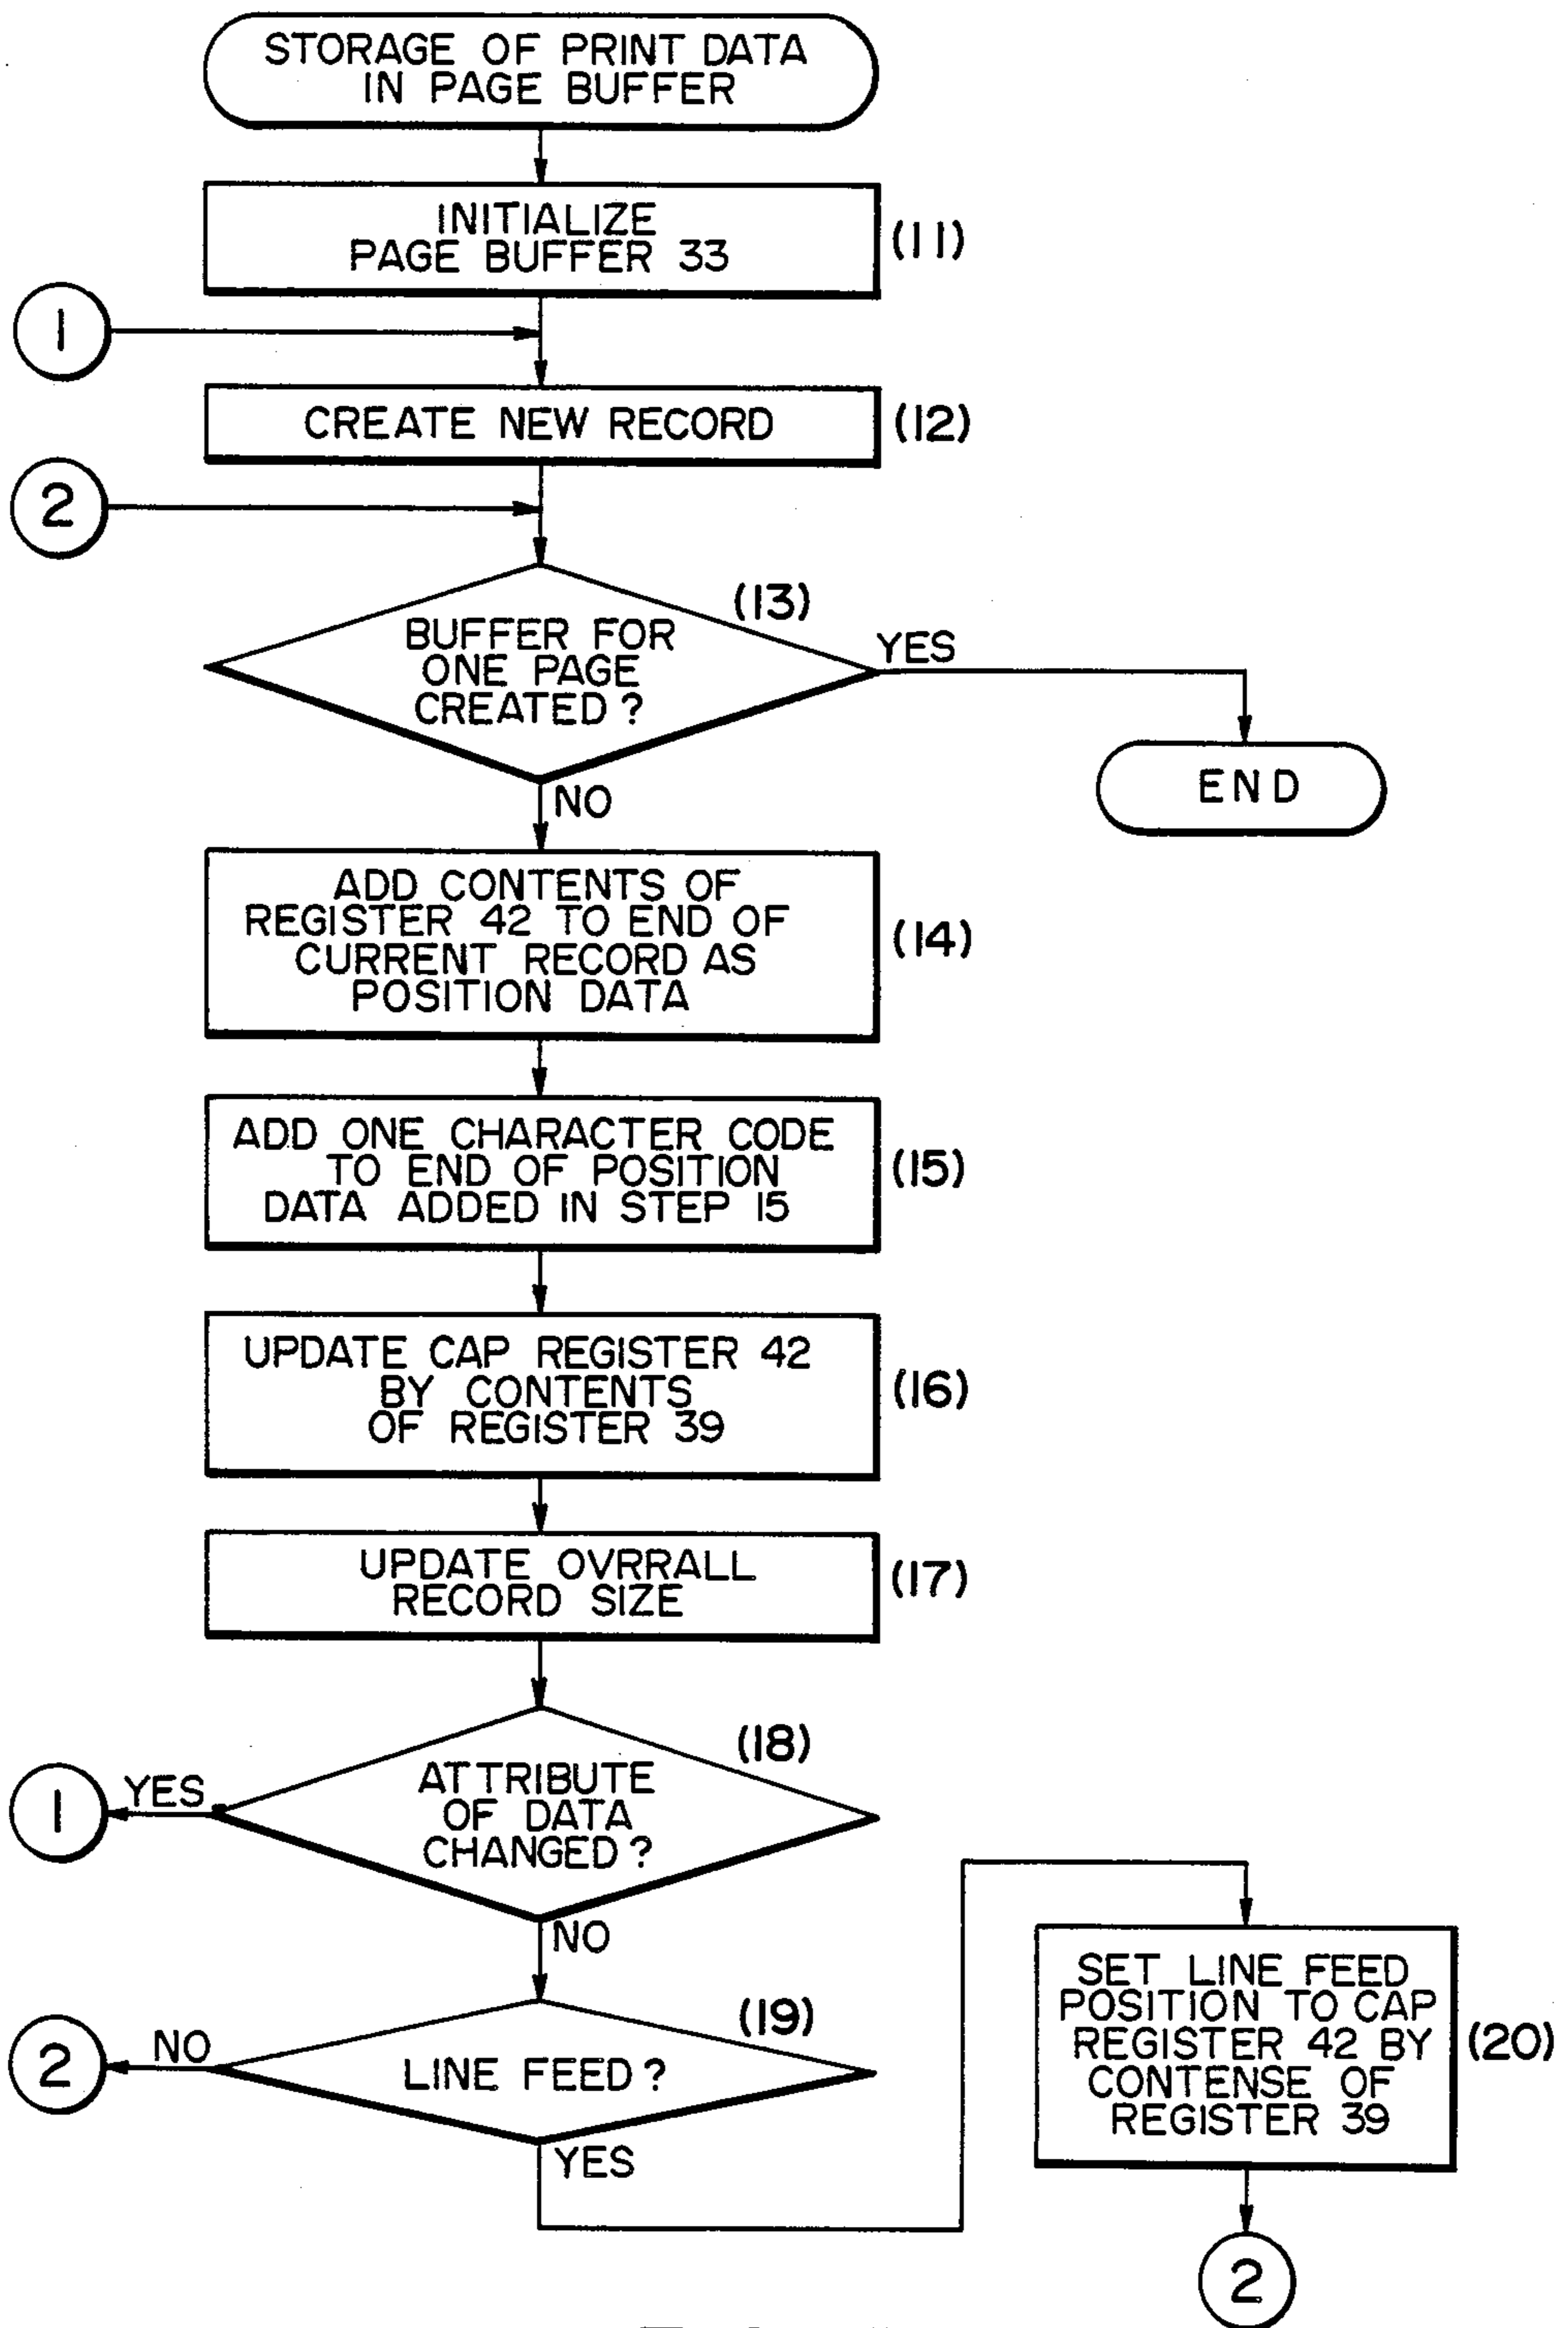 STORAGE OF PRINT DATA
IN PAGE BUFFER
INITIALIZE
PAGE BUFFER 33
(11)
1
CREATE NEW RECORD
(12)
2
(13)
BUFFER FOR
ONE PAGE
CREATED?
YES
END
NO
ADD CONTENTS OF
REGISTER 42 TO END OF
CURRENT RECORD AS
POSITION DATA
(14)
ADD ONE CHARACTER CODE
TO END OF POSITION
DATA ADDED IN STEP 15
(15)
UPDATE CAP REGISTER 42
BY CONTENTS
OF REGISTER 39
(16)
UPDATE OVRRALL
RECORD SIZE
(17)
(18)
ATTRIBUTE
OF DATA
CHANGED?
YES
1
NO
(19)
LINE FEED?
NO
2
YES
SET LINE FEED
POSITION TO CAP
REGISTER 42 BY
CONTENSE OF
REGISTER 39
(20)
2